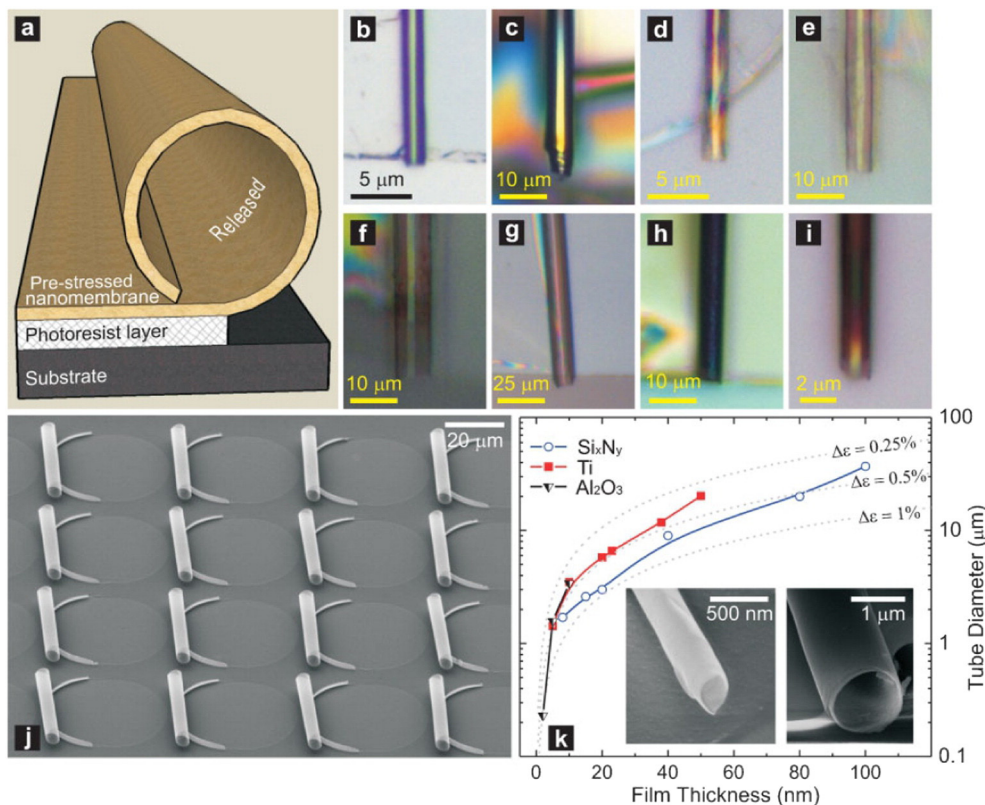 a
Released
Pre-stressed
nanomembrane
Photoresist layer
Substrate
b
5 μm
c
10 μm
d
5 μm
e
10 μm
f
10 μm
g
25 μm
h
10 μm
i
2 μm
j
20 μm
k
SiₓNᵧ
Ti
Al₂O₃
Δε = 0.25%
Δε = 0.5%
Δε = 1%
500 nm
1 μm
100
10
1
0.1
Tube Diameter (μm)
0 20 40 60 80 100
Film Thickness (nm)